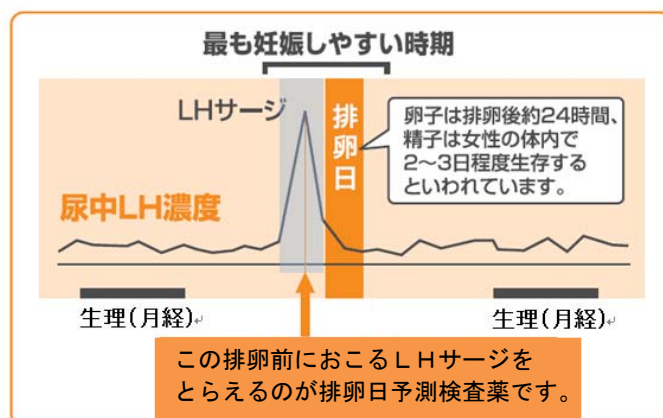 最も妊娠しやすい時期
LHサージ
排卵日
卵子は排卵後約24時間、
精子は女性の体内で
2〜3日程度生存する
といわれています。
尿中LH濃度
生理(月経)
生理(月経)
この排卵前におこるＬＨサージを
とらえるのが排卵日予測検査薬です。